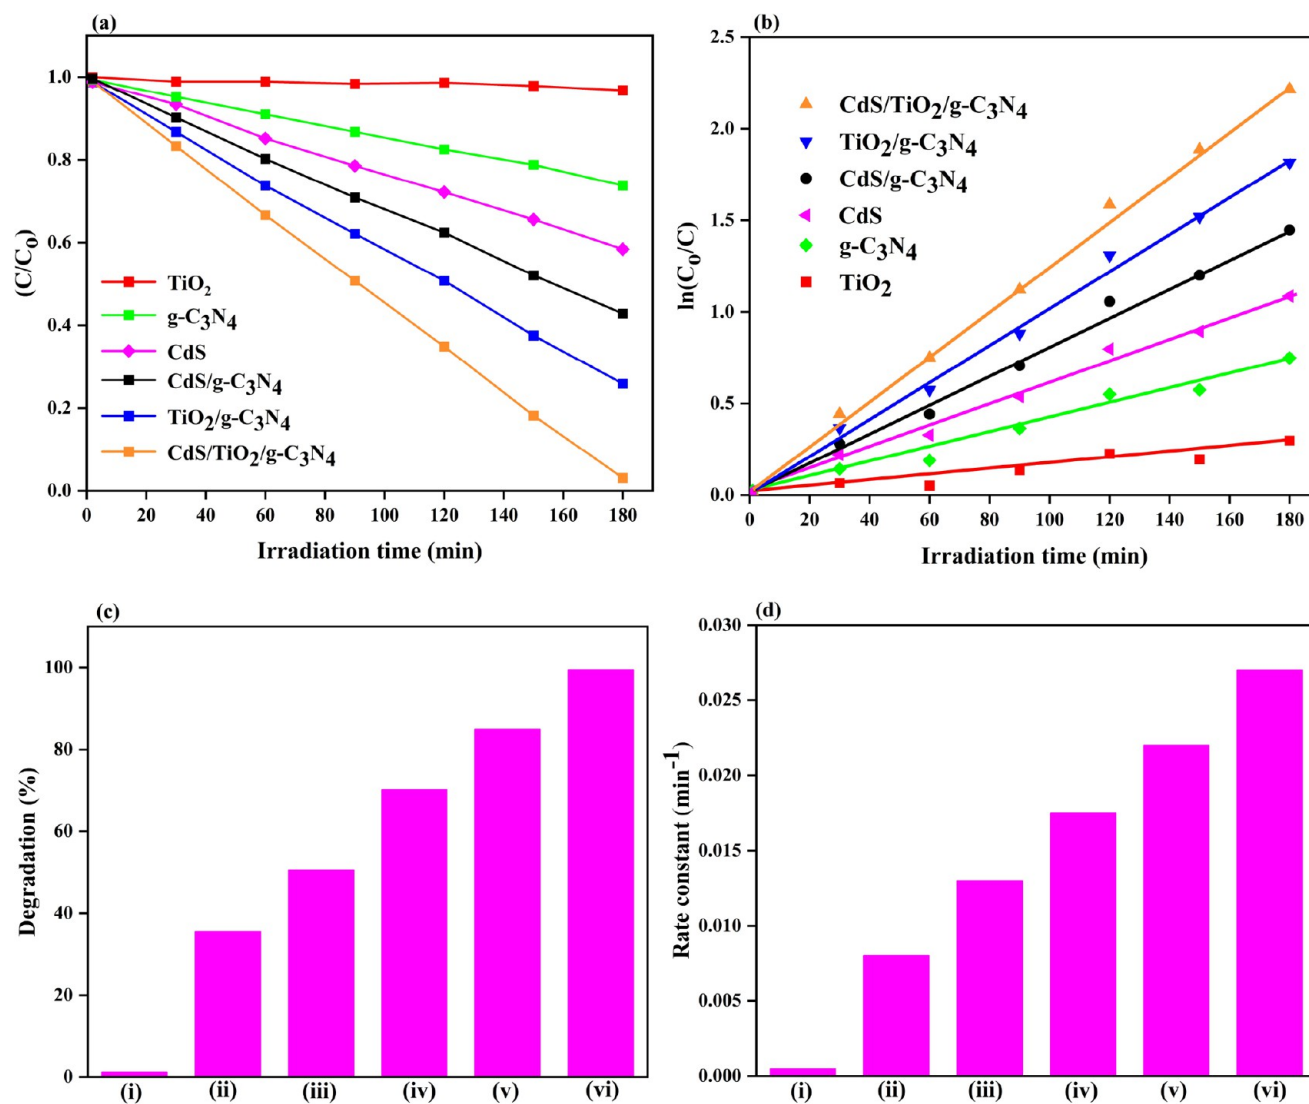 (a)
(C/C₀)
1.0
0.8
0.6
0.4
0.2
0.0
TiO₂
g-C₃N₄
CdS
CdS/g-C₃N₄
TiO₂/g-C₃N₄
CdS/TiO₂/g-C₃N₄
0 20 40 60 80 100 120 140 160 180
Irradiation time (min)
(b)
ln(C₀/C)
2.5
2.0
1.5
1.0
0.5
0.0
CdS/TiO₂/g-C₃N₄
TiO₂/g-C₃N₄
CdS/g-C₃N₄
CdS
g-C₃N₄
TiO₂
0 20 40 60 80 100 120 140 160 180
Irradiation time (min)
(c)
Degradation (%)
100
80
60
40
20
0
(i) (ii) (iii) (iv) (v) (vi)
(d)
Rate constant (min⁻¹)
0.030
0.025
0.020
0.015
0.010
0.005
0.000
(i) (ii) (iii) (iv) (v) (vi)